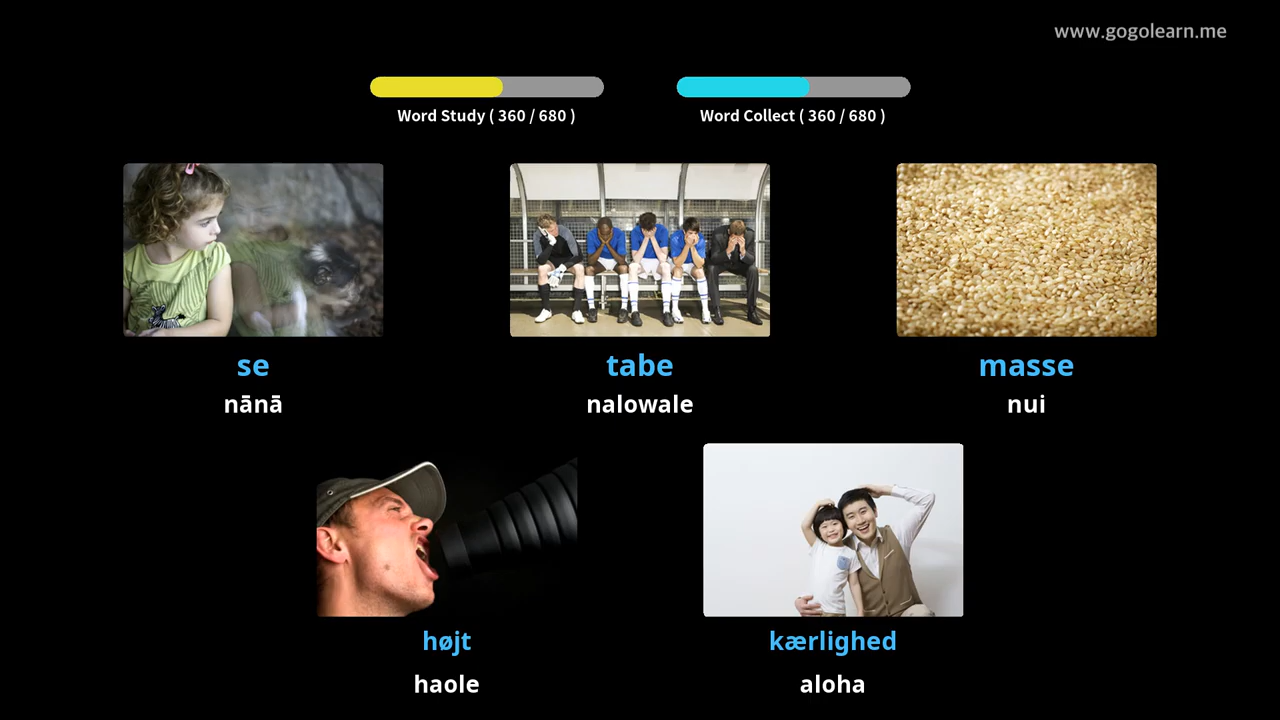 www.gogolearn.me
Word Study ( 360 / 680 )
Word Collect ( 360 / 680 )
se
tabe
masse
nānā
nalowale
nui
højt
kærlighed
haole
aloha